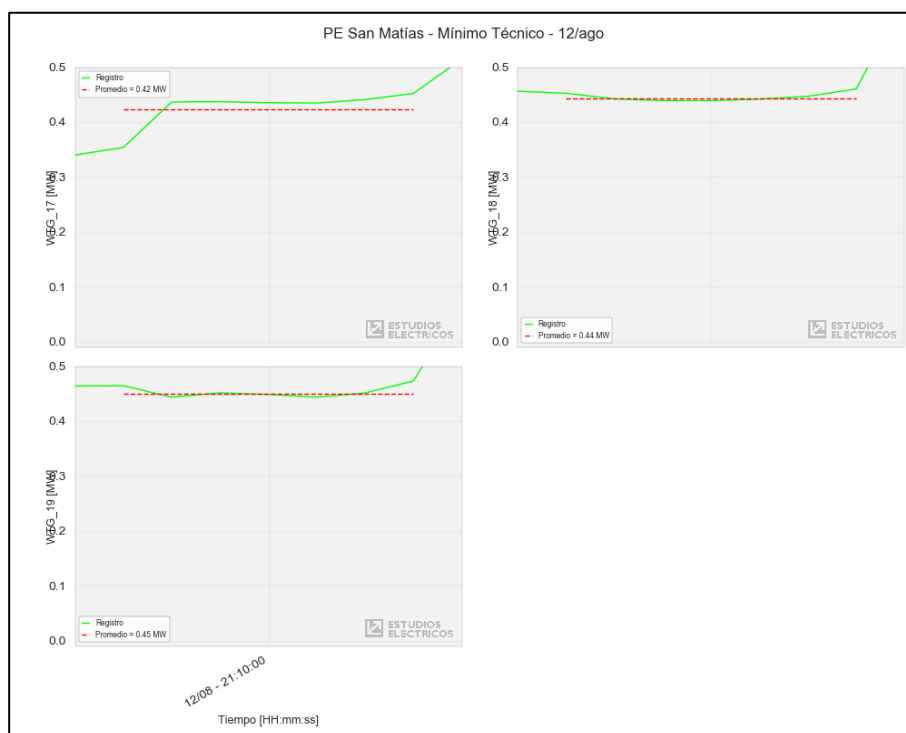 PE San Matías - Mínimo Técnico - 12/ago
0.5
0.4
0.3
0.2
0.1
0.0
WTG_17 [MW]
Registro
Promedio = 0.42 MW
ESTUDIOS
ELECTRICOS
0.5
0.4
0.3
0.2
0.1
0.0
WTG_18 [MW]
Registro
Promedio = 0.44 MW
ESTUDIOS
ELECTRICOS
0.5
0.4
0.3
0.2
0.1
0.0
WTG_19 [MW]
Registro
Promedio = 0.45 MW
ESTUDIOS
ELECTRICOS
12/08 - 21:10:00
Tiempo [HH:mm:ss]